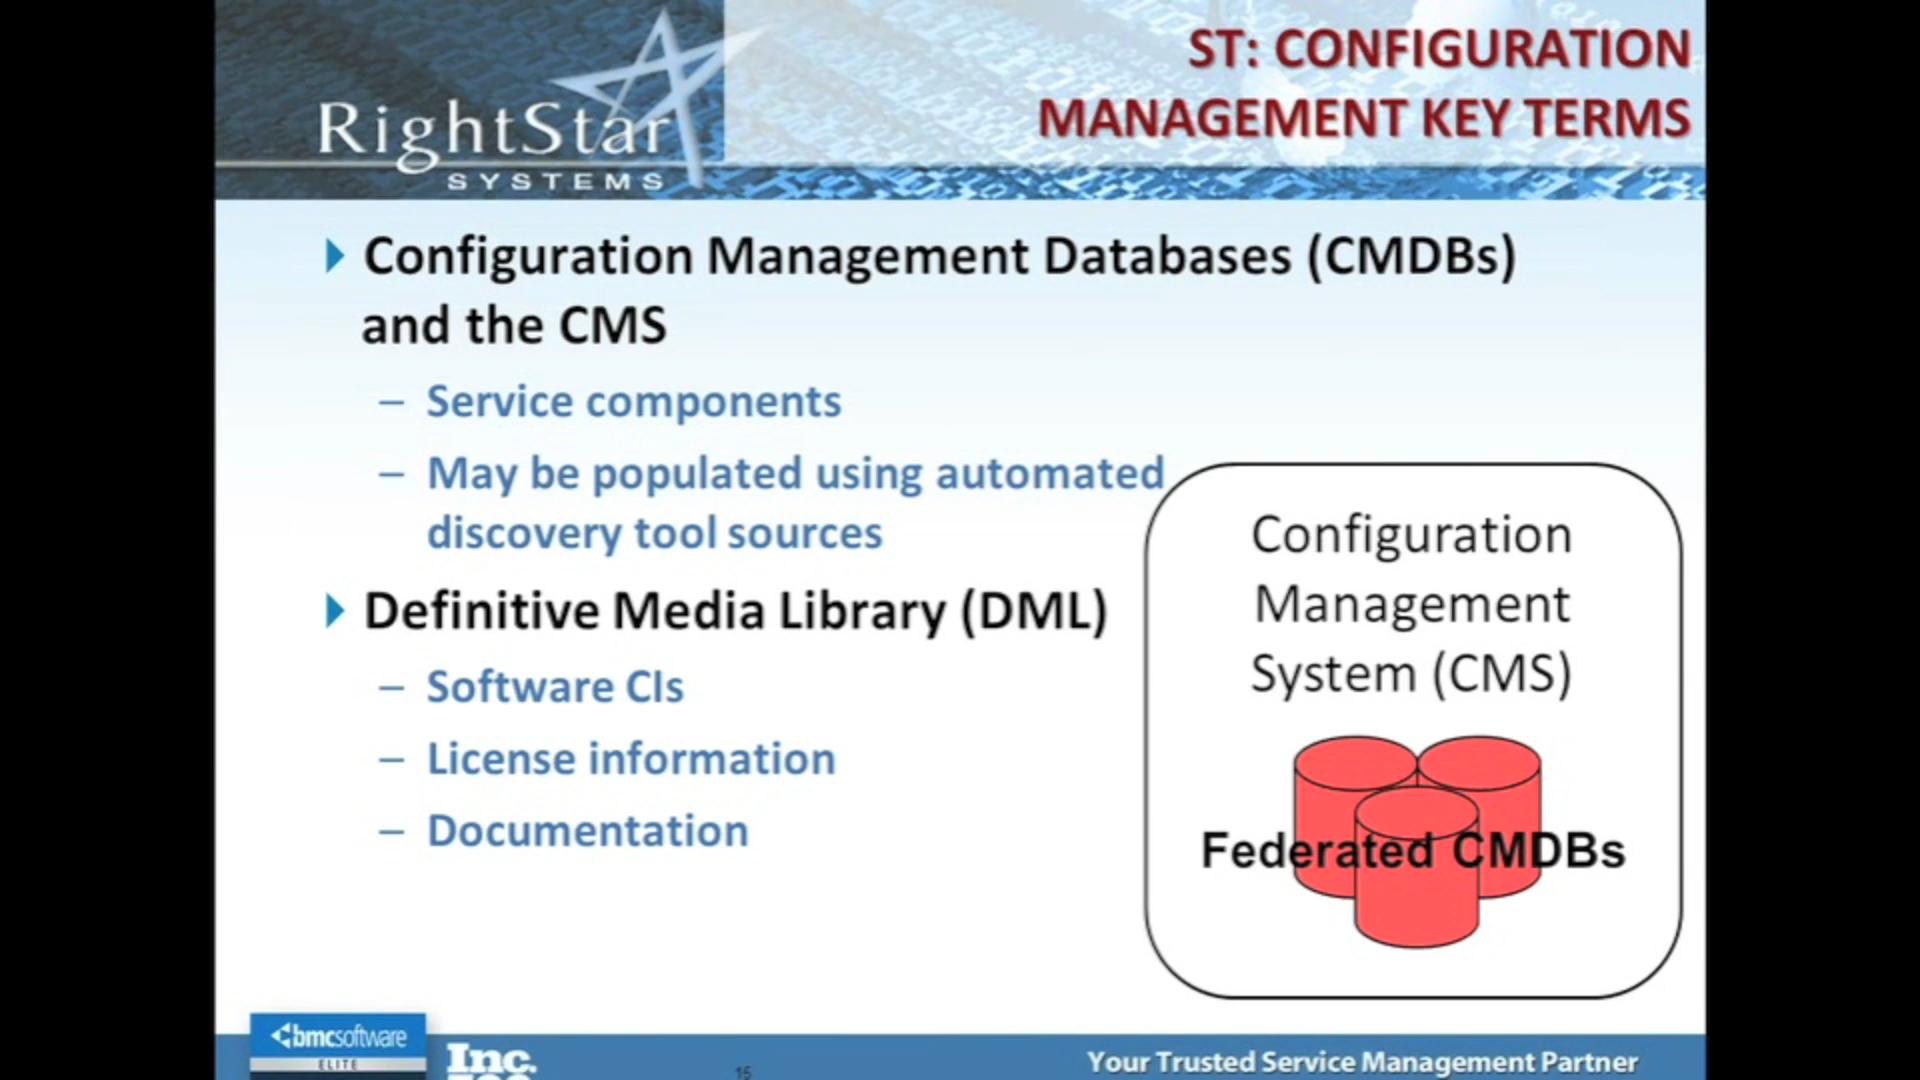 RightStar
SYSTEMS
ST: CONFIGURATION
MANAGEMENT KEY TERMS
Configuration Management Databases (CMDBs)
and the CMS
– Service components
– May be populated using automated
discovery tool sources
Definitive Media Library (DML)
– Software CIs
– License information
– Documentation
Configuration
Management
System (CMS)
Federated CMDBs
bmcsoftware
ELITE
Inc.
15
Your Trusted Service Management Partner